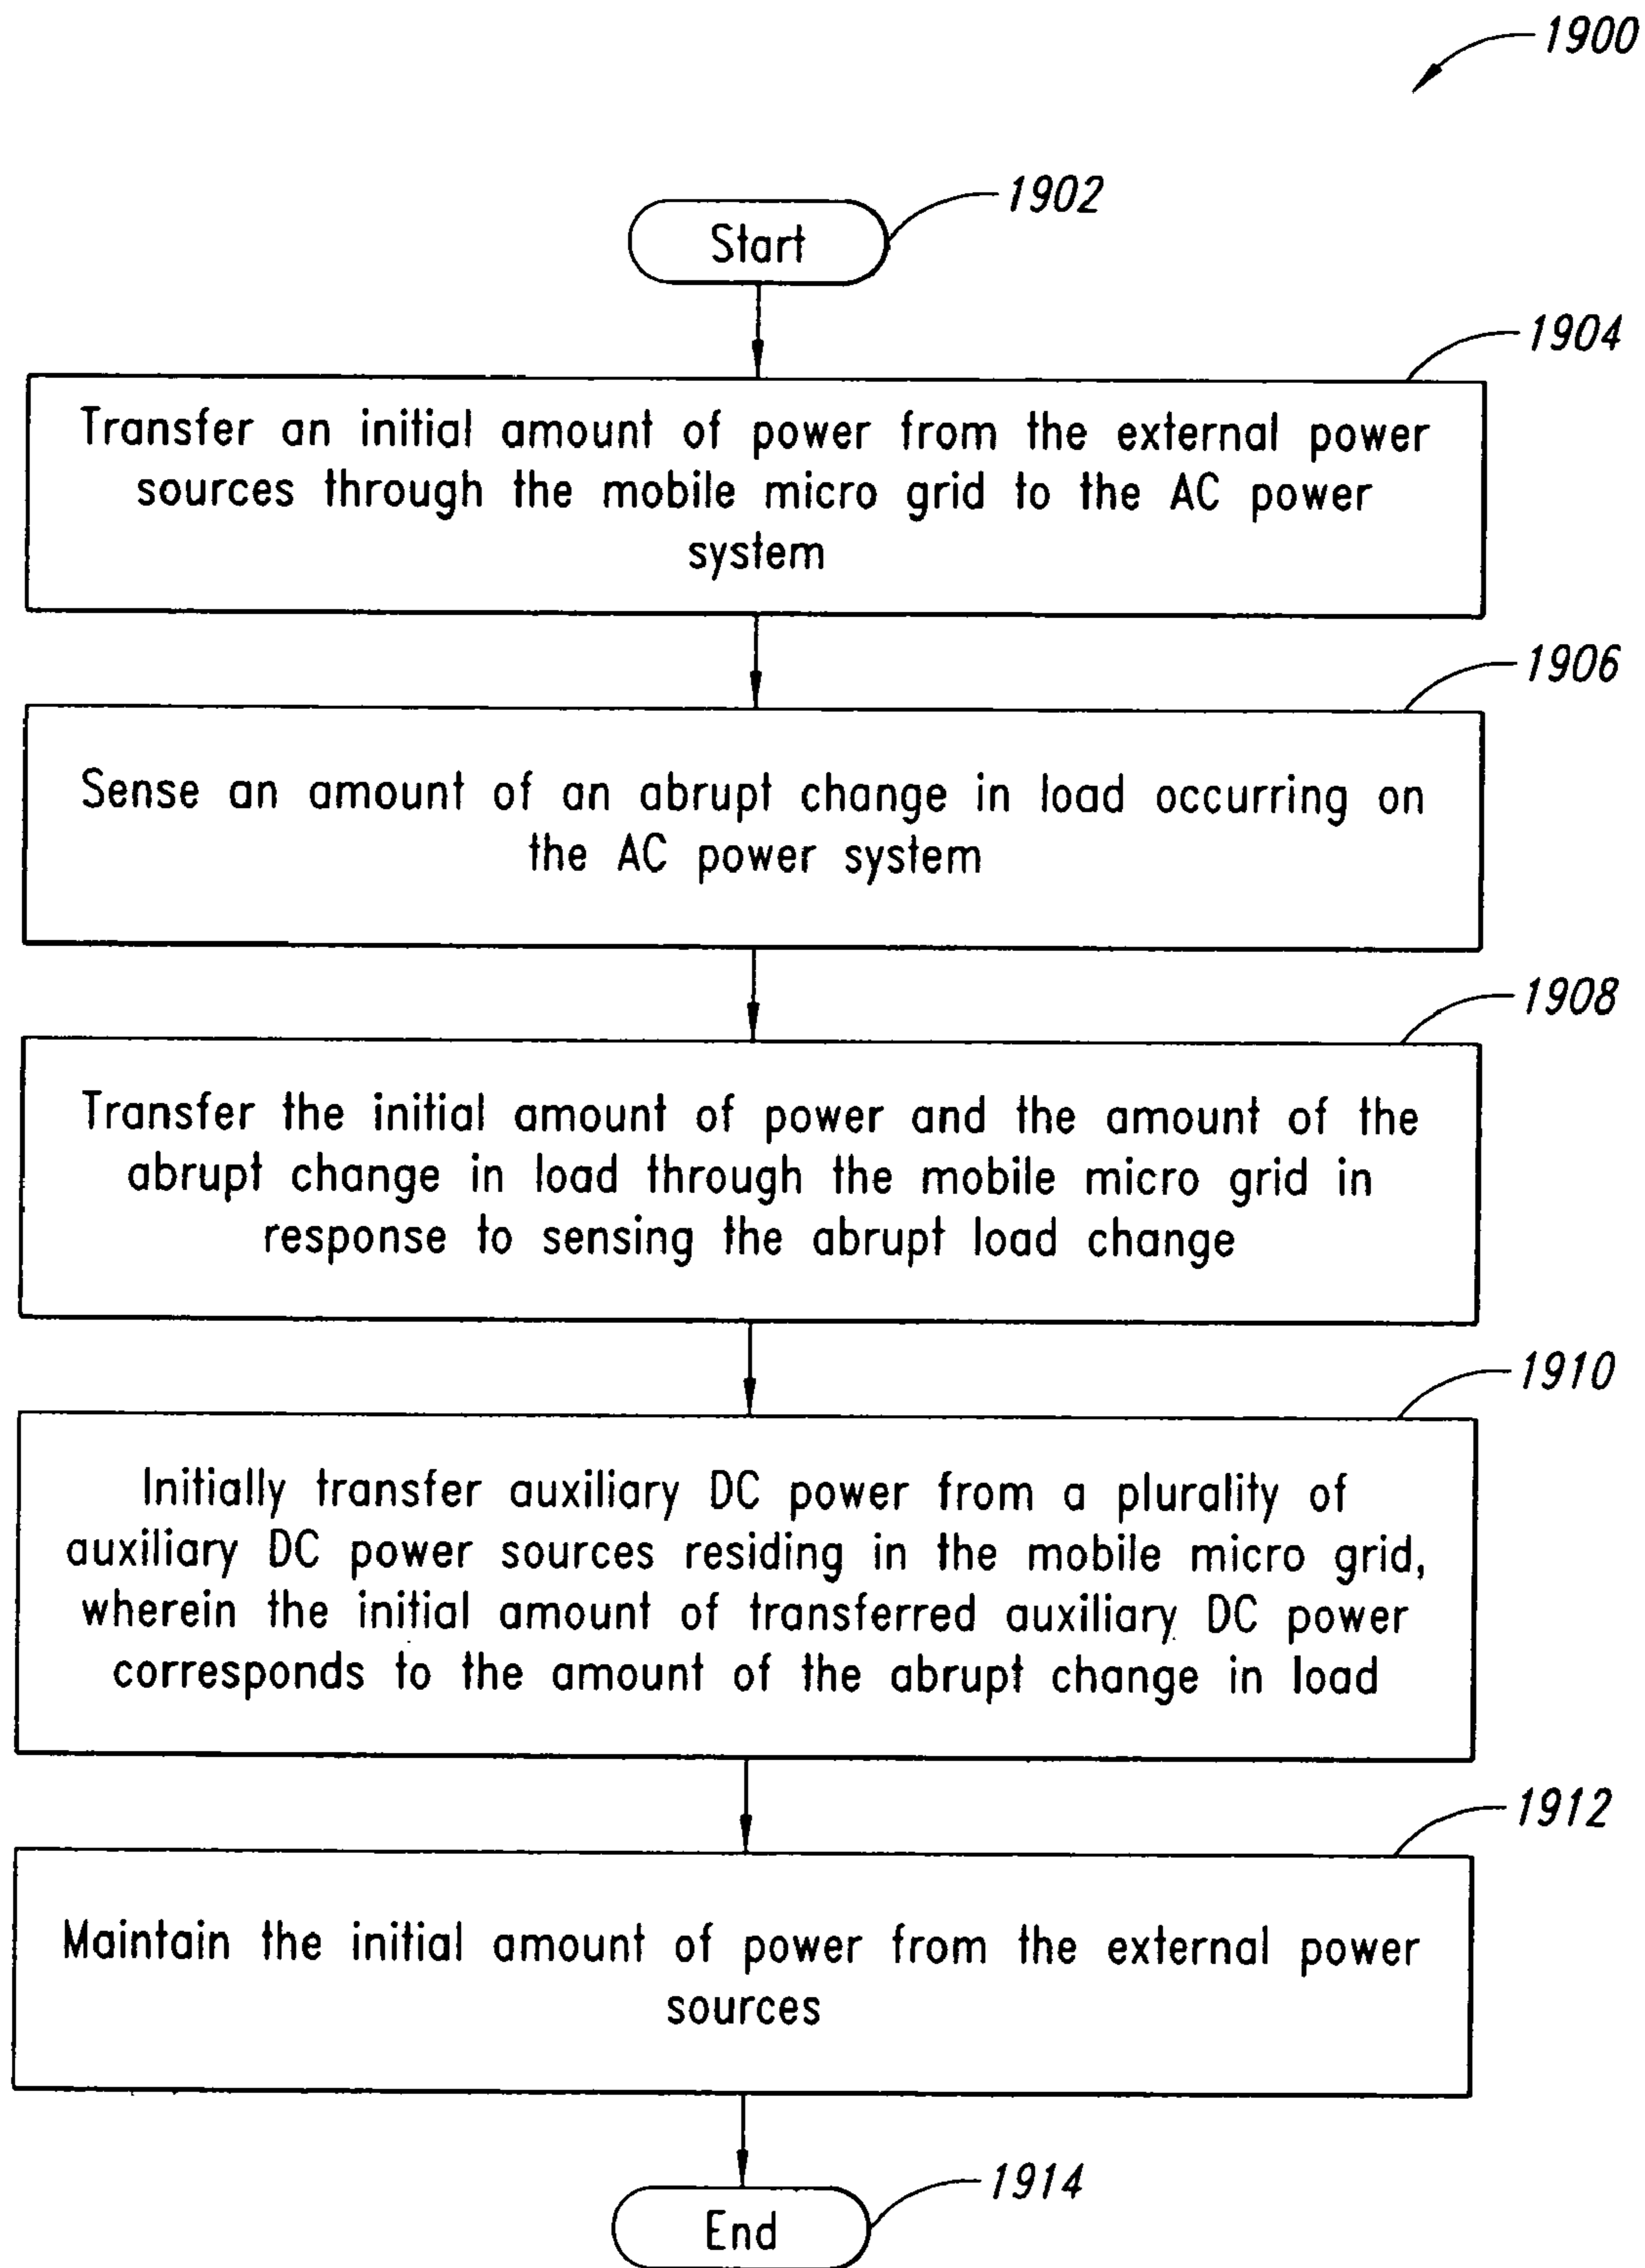 1900
1902
Start
1904
Transfer an initial amount of power from the external power
sources through the mobile micro grid to the AC power
system
1906
Sense an amount of an abrupt change in load occurring on
the AC power system
1908
Transfer the initial amount of power and the amount of the
abrupt change in load through the mobile micro grid in
response to sensing the abrupt load change
1910
Initially transfer auxiliary DC power from a plurality of
auxiliary DC power sources residing in the mobile micro grid,
wherein the initial amount of transferred auxiliary DC power
corresponds to the amount of the abrupt change in load
1912
Maintain the initial amount of power from the external power
sources
1914
End